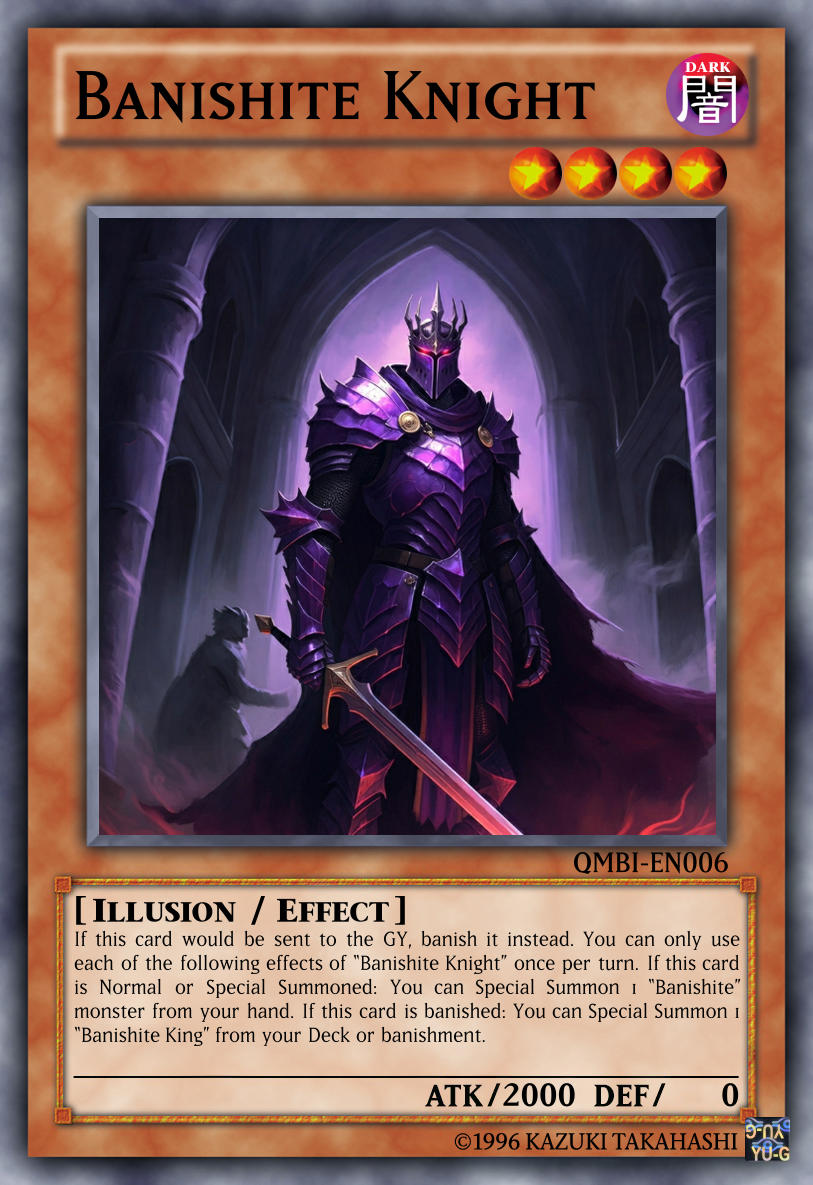 Banishite Knight
DARK
闇
QMBI-EN006
[ Illusion / Effect ]
If this card would be sent to the GY, banish it instead. You can only use
each of the following effects of “Banishite Knight” once per turn. If this card
is Normal or Special Summoned: You can Special Summon 1 “Banishite”
monster from your hand. If this card is banished: You can Special Summon 1
“Banishite King” from your Deck or banishment.
ATK/2000 DEF/ 0
©1996 KAZUKI TAKAHASHI
YU-G
YU-G